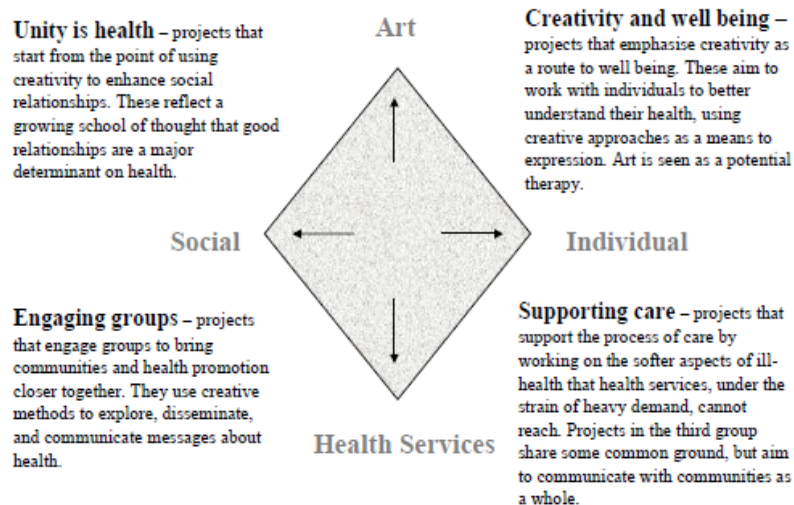 Art
Unity is health – projects that
start from the point of using
creativity to enhance social
relationships. These reflect a
growing school of thought that good
relationships are a major
determinant on health.
Creativity and well being –
projects that emphasise creativity as
a route to well being. These aim to
work with individuals to better
understand their health, using
creative approaches as a means to
expression. Art is seen as a potential
therapy.
Social
Individual
Engaging groups – projects
that engage groups to bring
communities and health promotion
closer together. They use creative
methods to explore, disseminate,
and communicate messages about
health.
Supporting care – projects that
support the process of care by
working on the softer aspects of ill-
health that health services, under the
strain of heavy demand, cannot
reach. Projects in the third group
share some common ground, but aim
to communicate with communities as
a whole.
Health Services